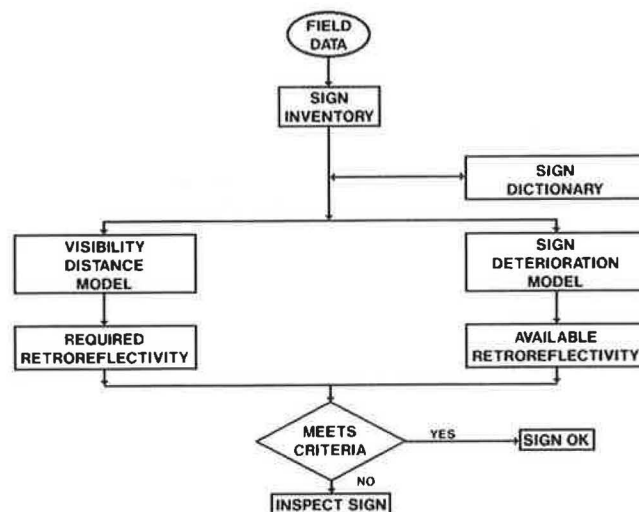 FIELD
DATA
SIGN
INVENTORY
SIGN
DICTIONARY
VISIBILITY
DISTANCE
MODEL
SIGN
DETERIORATION
MODEL
REQUIRED
RETROREFLECTIVITY
AVAILABLE
RETROREFLECTIVITY
MEETS
CRITERIA
YES
SIGN OK
NO
INSPECT SIGN